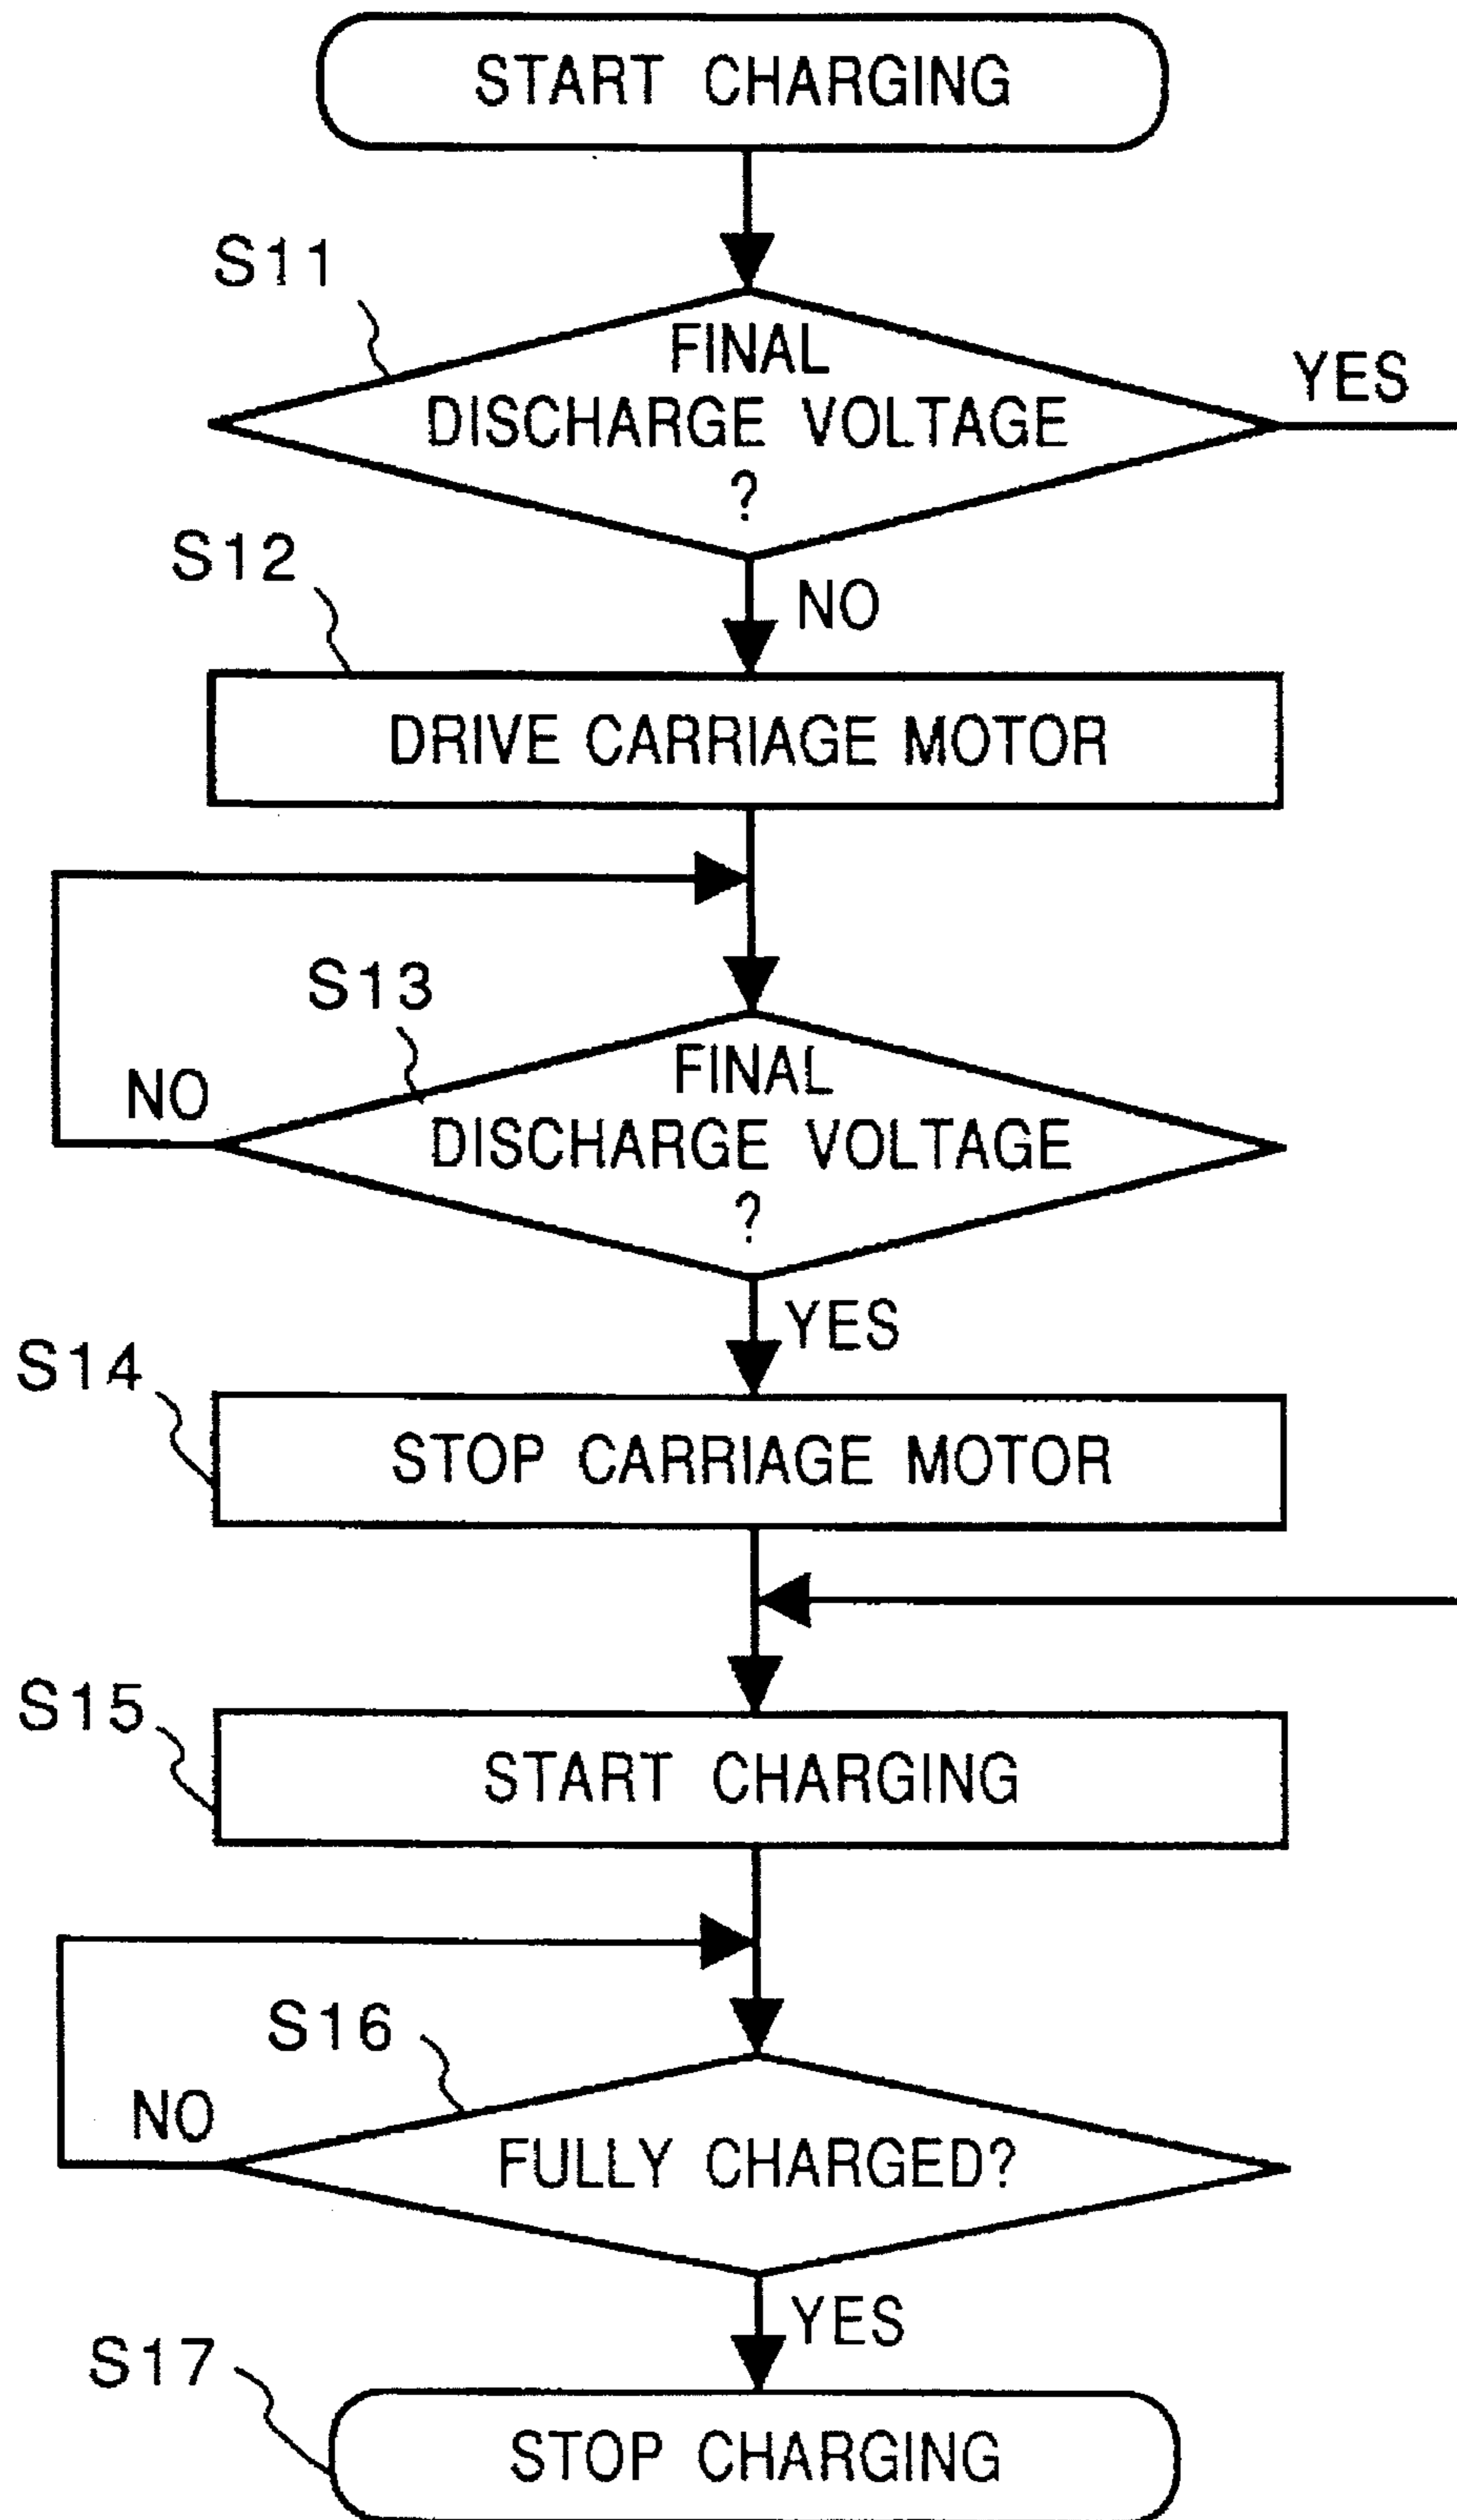 START CHARGING
S11
FINAL
YES
DISCHARGE VOLTAGE
?
S12
NO
DRIVE CARRIAGE MOTOR
S13
FINAL
NO
DISCHARGE VOLTAGE
?
YES
S14
STOP CARRIAGE MOTOR
S15
START CHARGING
S16
NO
FULLY CHARGED?
YES
S17
STOP CHARGING